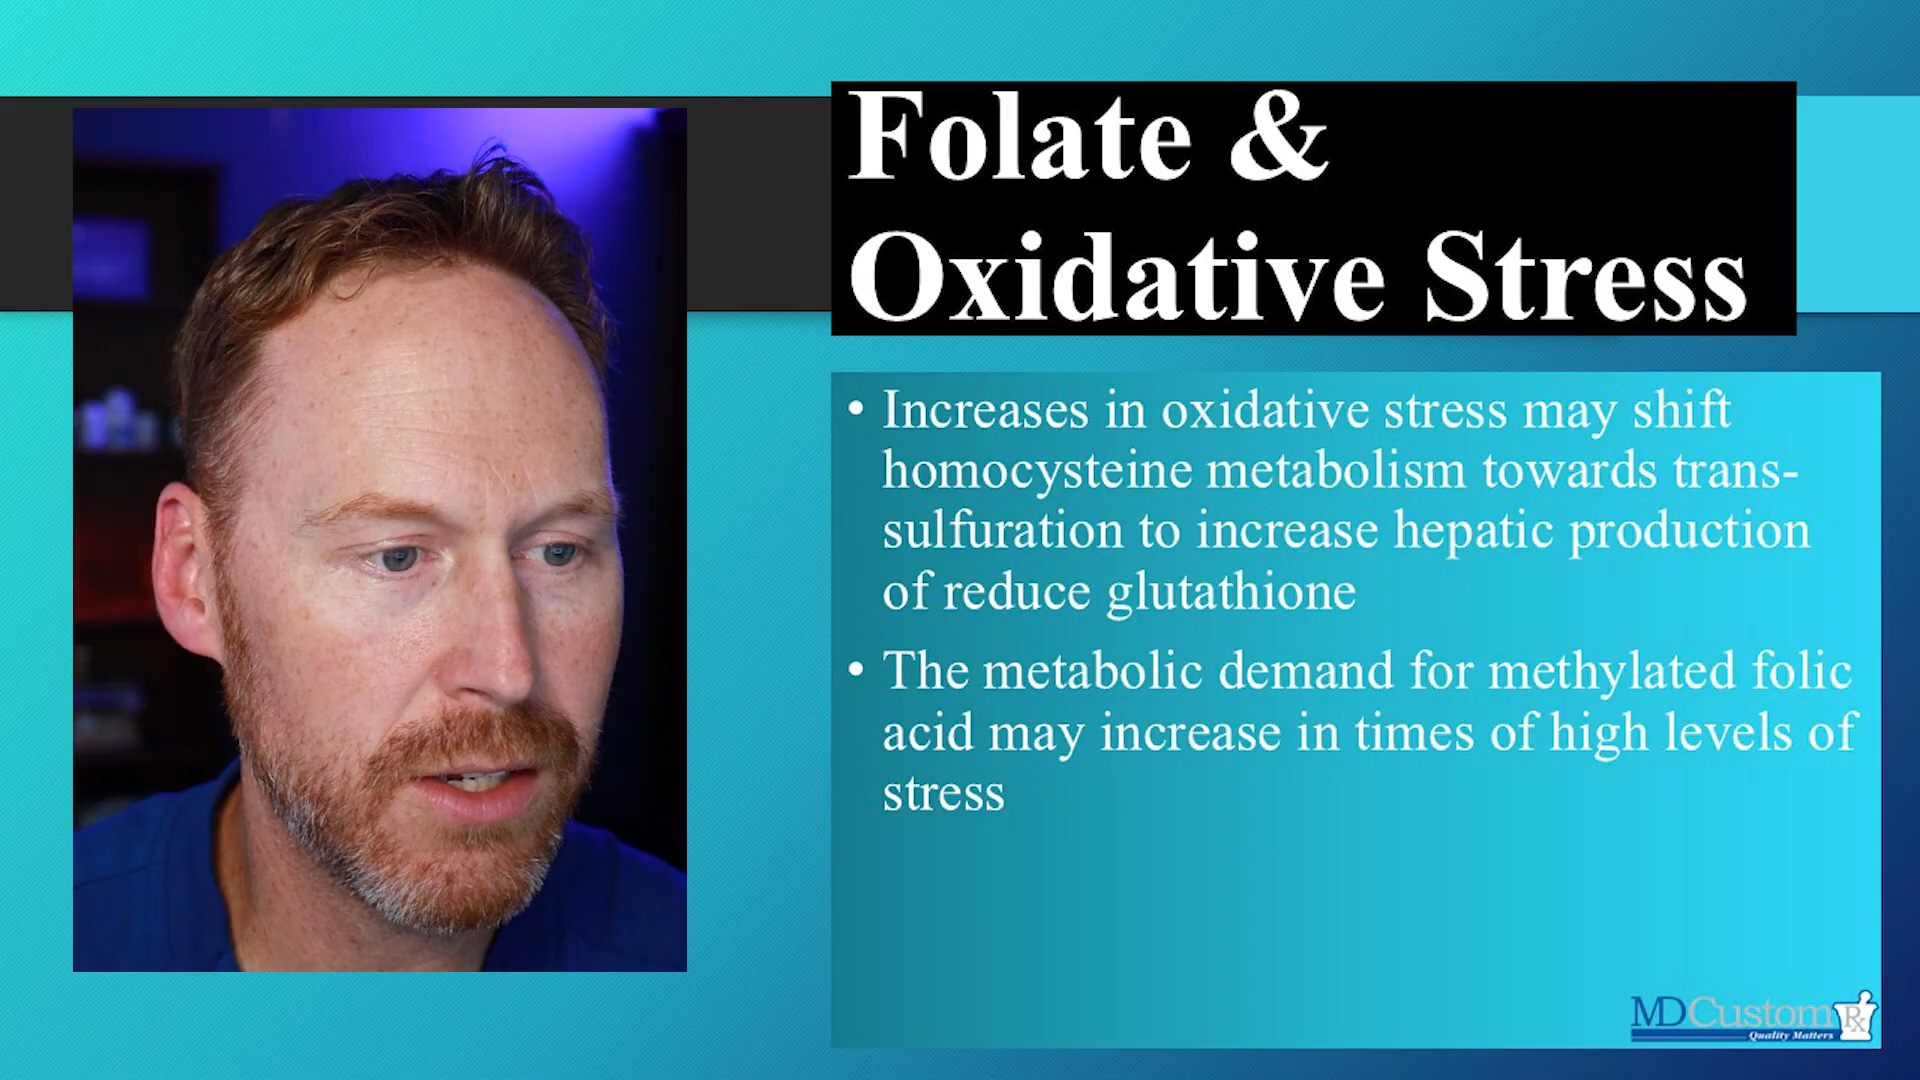 Folate &
Oxidative Stress
• Increases in oxidative stress may shift
homocysteine metabolism towards trans-
sulfuration to increase hepatic production
of reduce glutathione
• The metabolic demand for methylated folic
acid may increase in times of high levels of
stress
MDCustom Rx
Quality Matters